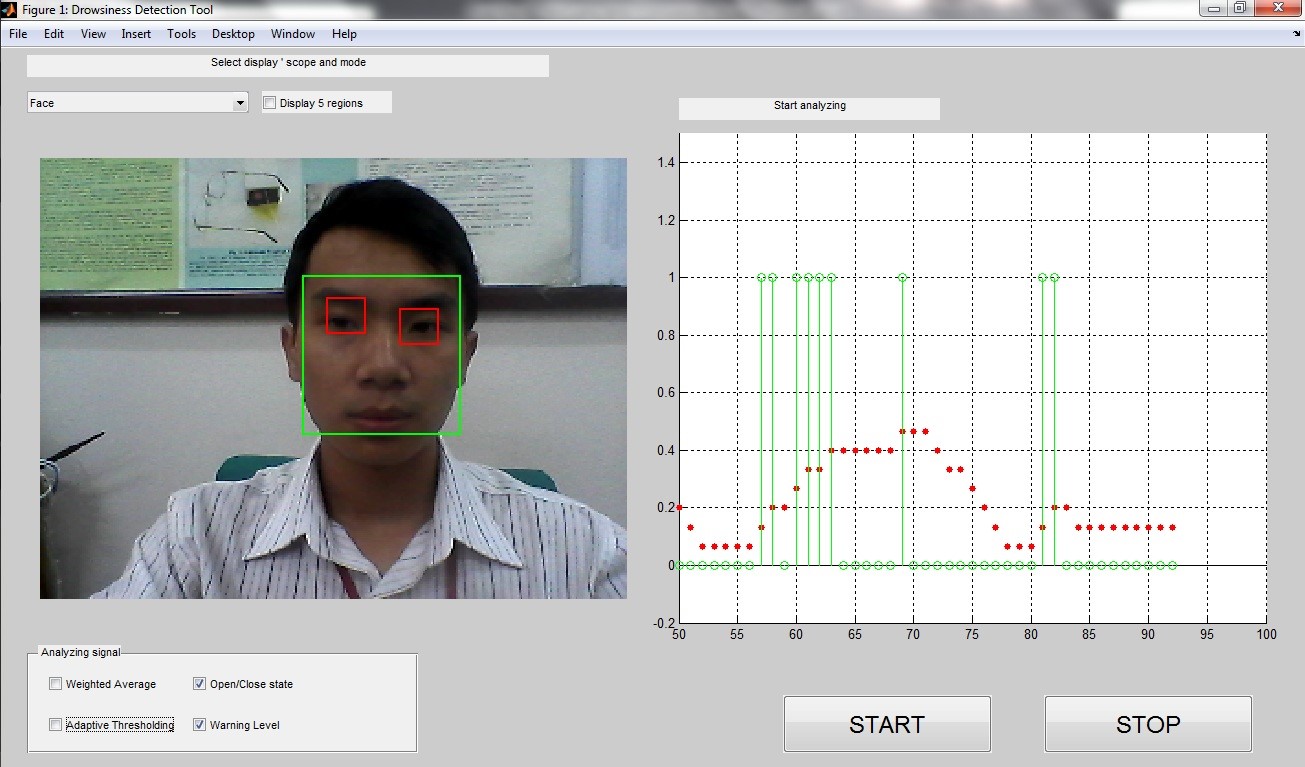 Figure 1: Drowsiness Detection Tool
File Edit View Insert Tools Desktop Window Help
Select display ' scope and mode
Face
Display 5 regions
Start analyzing
1.4
1.2
1
0.8
0.6
0.4
0.2
0
-0.2
50 55 60 65 70 75 80 85 90 95 100
Analyzing signal
Weighted Average
Open/Close state
Adaptive Thresholding
Warning Level
START
STOP